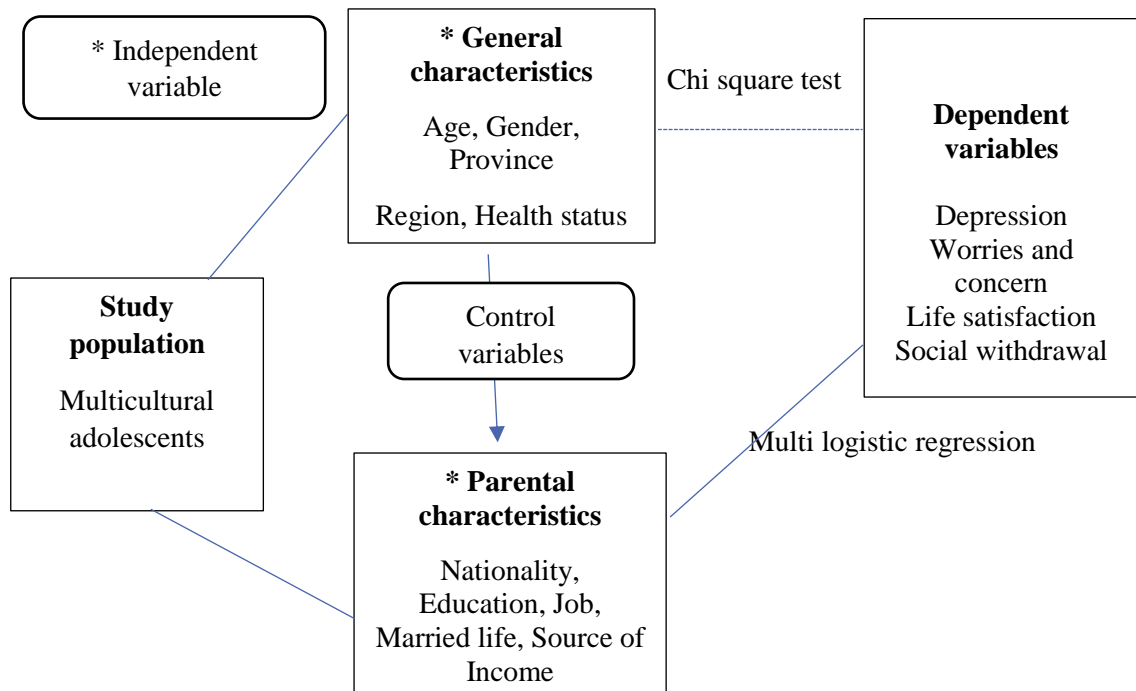 * Independent
variable
* General
characteristics
Age, Gender,
Province
Region, Health status
Chi square test
Dependent
variables
Depression
Worries and
concern
Life satisfaction
Social withdrawal
Study
population
Multicultural
adolescents
Control
variables
Multi logistic regression
* Parental
characteristics
Nationality,
Education, Job,
Married life, Source of
Income